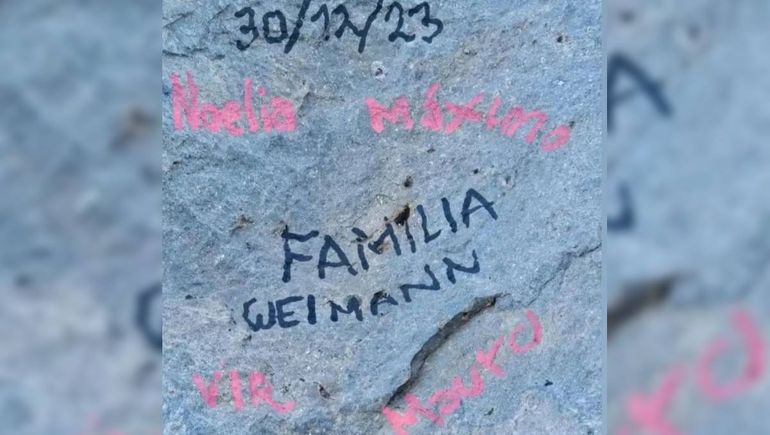 30/12/23
Noelia Máximo
FAMILIA
WEIMANN
VIR Mauro